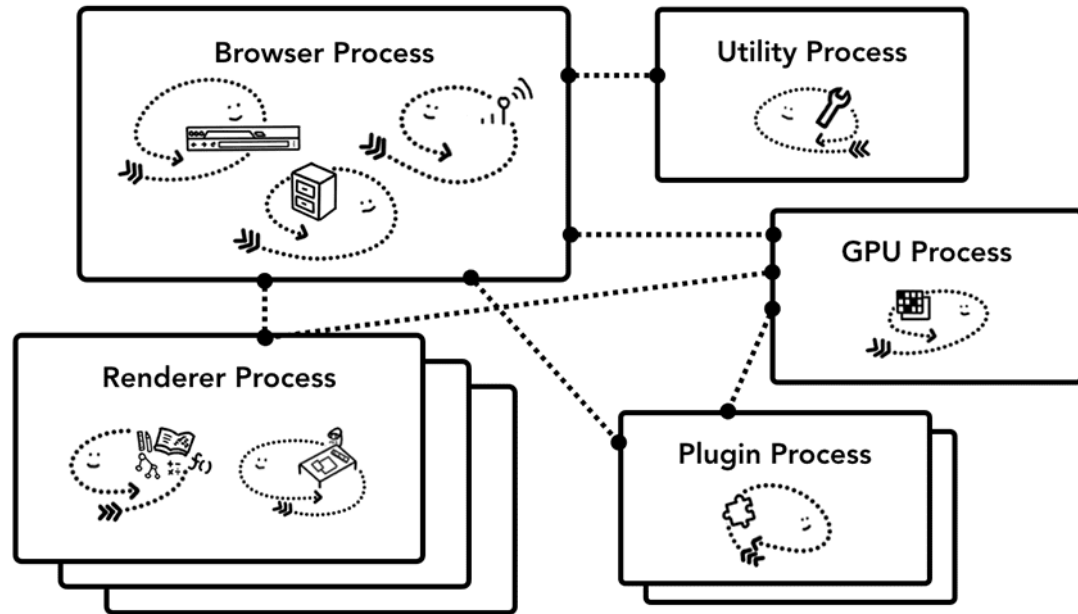 Browser Process
Utility Process
GPU Process
Renderer Process
f()
Plugin Process